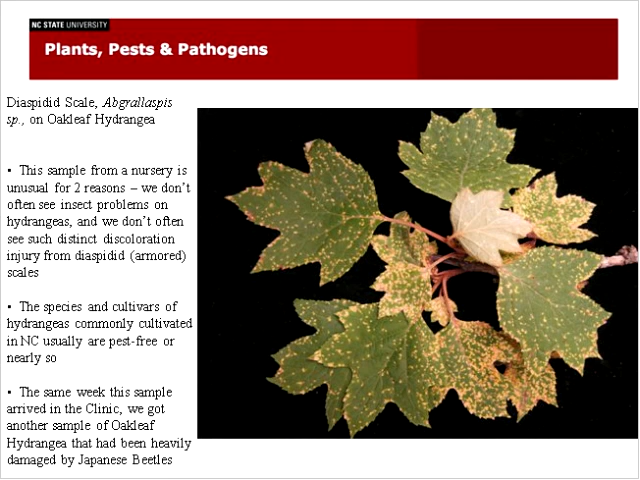 NC STATE UNIVERSITY
Plants, Pests & Pathogens
Diaspidid Scale, Abgrallaspis
sp., on Oakleaf Hydrangea
• This sample from a nursery is
unusual for 2 reasons – we don't
often see insect problems on
hydrangeas, and we don't often
see such distinct discoloration
injury from diaspidid (armored)
scales
• The species and cultivars of
hydrangeas commonly cultivated
in NC usually are pest-free or
nearly so
• The same week this sample
arrived in the Clinic, we got
another sample of Oakleaf
Hydrangea that had been heavily
damaged by Japanese Beetles